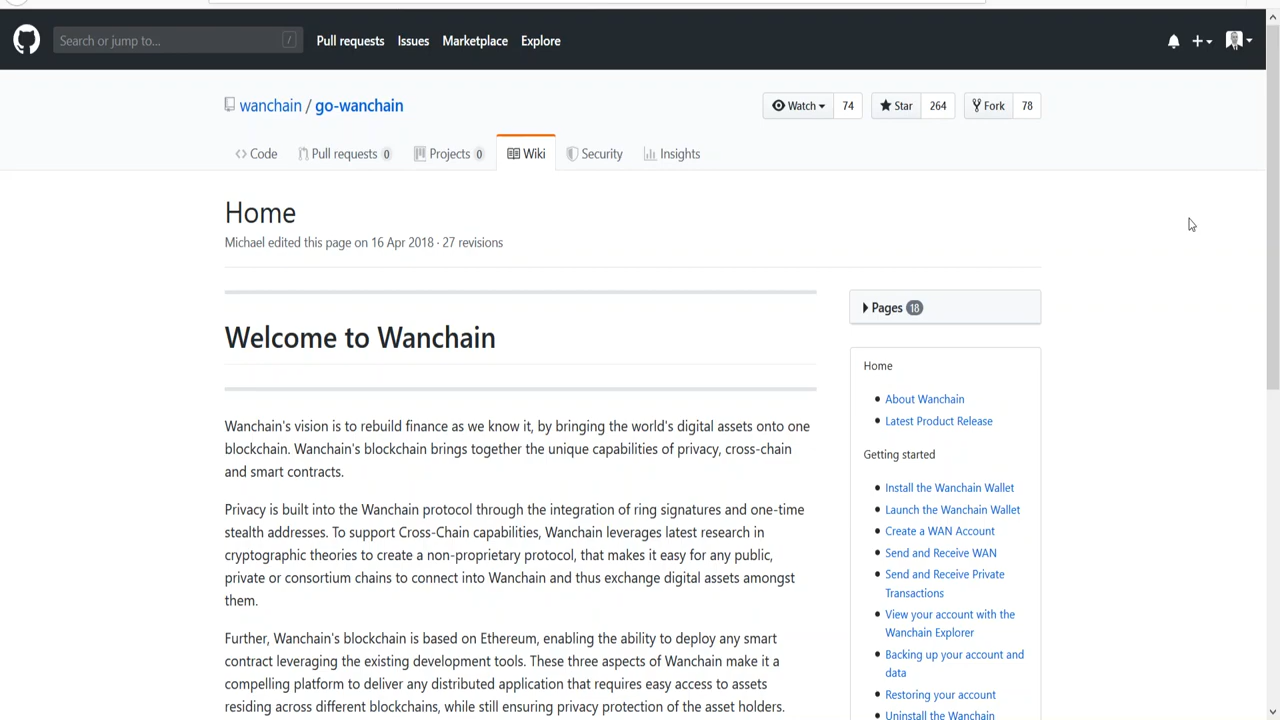 Search or jump to...
/
Pull requests
Issues
Marketplace
Explore
wanchain / go-wanchain
Watch
74
Star
264
Fork
78
Code
Pull requests 0
Projects 0
Wiki
Security
Insights
Home
Michael edited this page on 16 Apr 2018 · 27 revisions
Welcome to Wanchain
Wanchain's vision is to rebuild finance as we know it, by bringing the world's digital assets onto one
blockchain. Wanchain's blockchain brings together the unique capabilities of privacy, cross-chain
and smart contracts.
Privacy is built into the Wanchain protocol through the integration of ring signatures and one-time
stealth addresses. To support Cross-Chain capabilities, Wanchain leverages latest research in
cryptographic theories to create a non-proprietary protocol, that makes it easy for any public,
private or consortium chains to connect into Wanchain and thus exchange digital assets amongst
them.
Further, Wanchain's blockchain is based on Ethereum, enabling the ability to deploy any smart
contract leveraging the existing development tools. These three aspects of Wanchain make it a
compelling platform to deliver any distributed application that requires easy access to assets
residing across different blockchains, while still ensuring privacy protection of the asset holders.
Pages 18
Home
About Wanchain
Latest Product Release
Getting started
Install the Wanchain Wallet
Launch the Wanchain Wallet
Create a WAN Account
Send and Receive WAN
Send and Receive Private
Transactions
View your account with the
Wanchain Explorer
Backing up your account and
data
Restoring your account
Uninstall the Wanchain